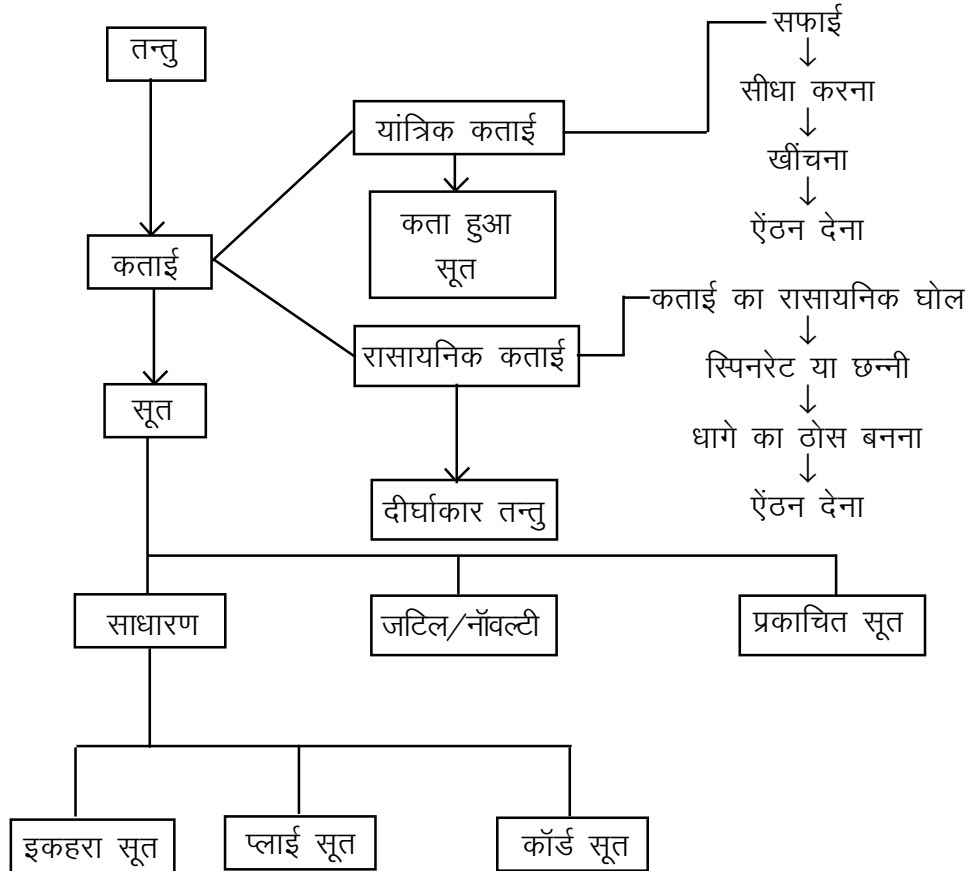 तन्तु
सफाई
सीधा करना
खींचना
ऐंठन देना
यांत्रिक कताई
कता हुआ
सूत
कताई
कताई का रासायनिक घोल
स्पिनरेट या छन्नी
धागे का ठोस बनना
ऐंठन देना
रासायनिक कताई
दीर्घाकार तन्तु
सूत
साधारण
जटिल/नॉवल्टी
प्रकाचित सूत
इकहरा सूत
प्लाई सूत
कॉर्ड सूत